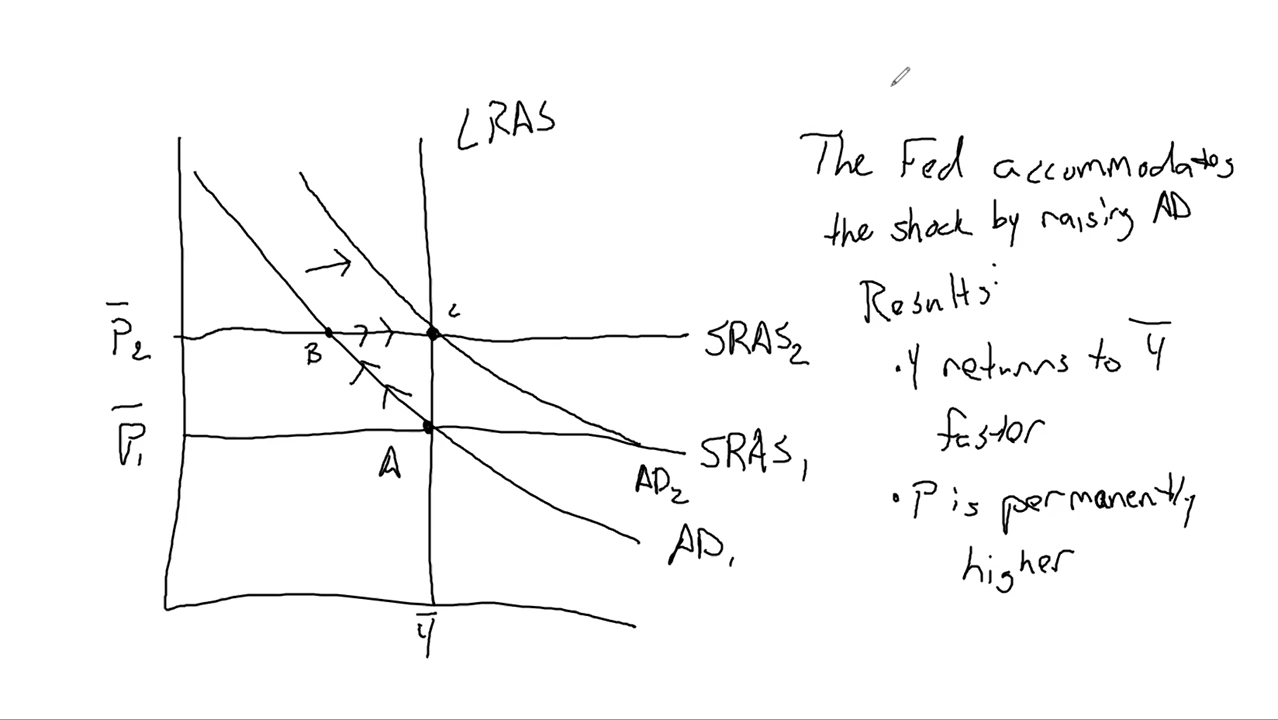 LRAS
The Fed accommodates
the shock by raising AD
Results:
• Y returns to Y̅
faster
• P is permanently
higher
P̅₂
B
C
SRAS₂
P̅₁
A
SRAS₁
AD₂
AD₁
Y̅